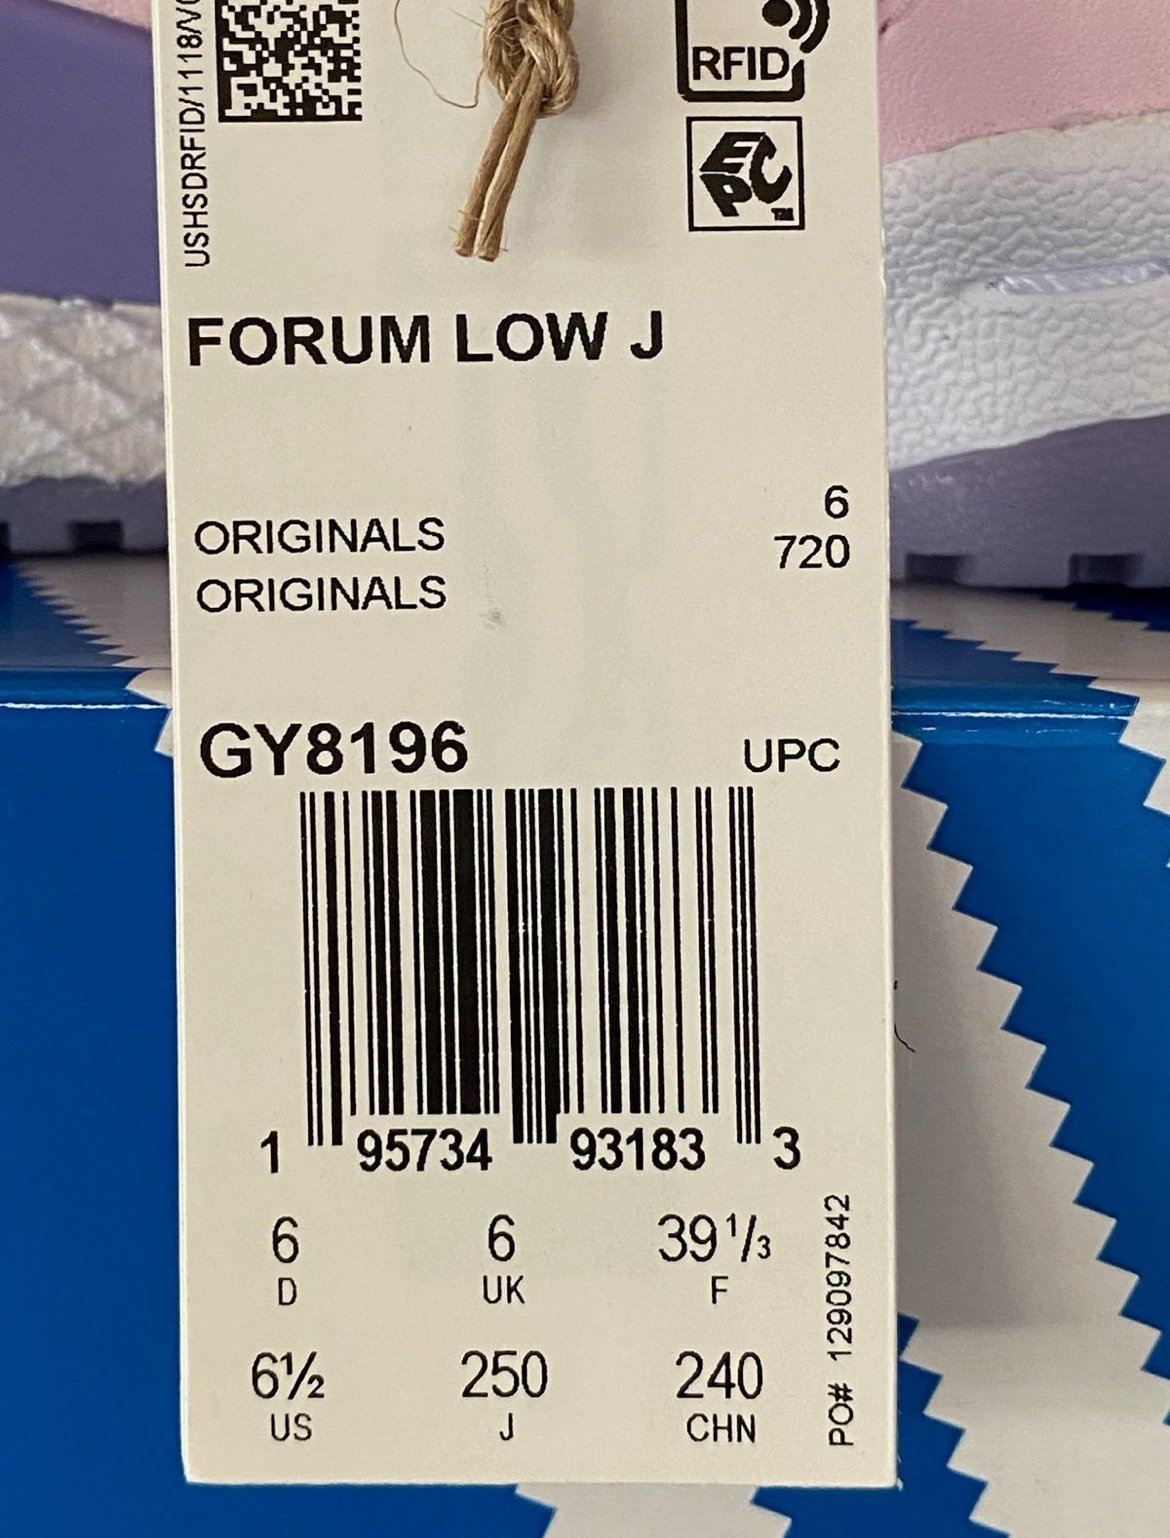 USHSDRFID/1118/V
RFID
EPC™
FORUM LOW J
6
ORIGINALS 720
ORIGINALS
GY8196 UPC
1 95734 93183 3
6 6 39 1/3
D UK F
6½ 250 240
US J CHN
PO# 129097842